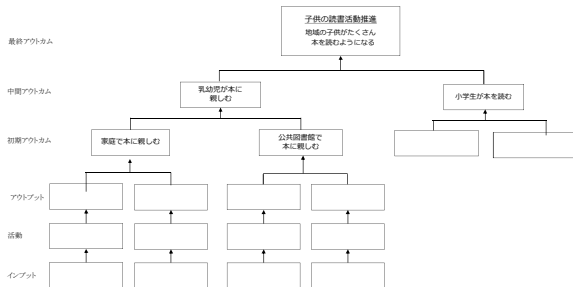 子供の読書活動推進
地域の子供がたくさん
本を読むようになる
最終アウトカム
中間アウトカム
乳幼児が本に
親しむ
小学生が本を読む
初期アウトカム
家庭で本に親しむ
公共図書館で
本に親しむ
アウトプット
活動
インプット